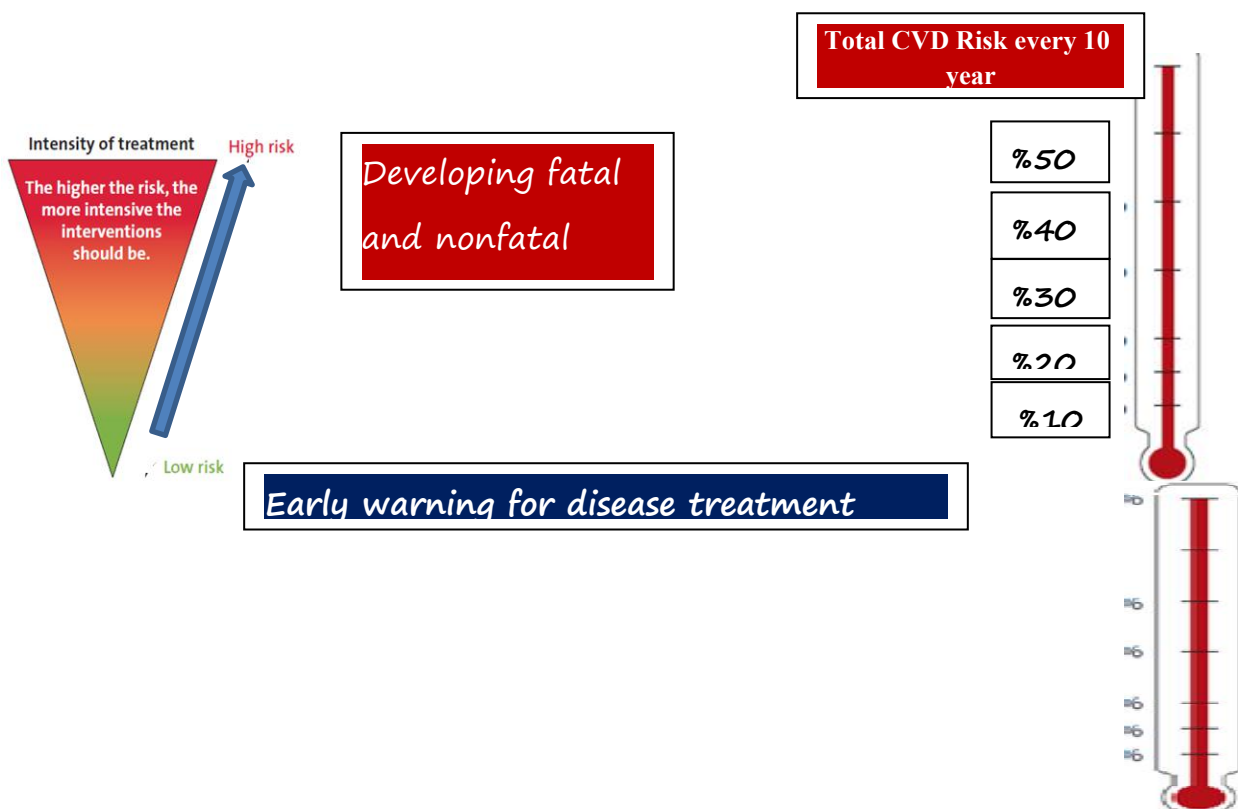 Total CVD Risk every 10
year
Intensity of treatment
High risk
The higher the risk, the
more intensive the
interventions
should be.
Low risk
Developing fatal
and nonfatal
%50
%40
%30
%20
%10
Early warning for disease treatment